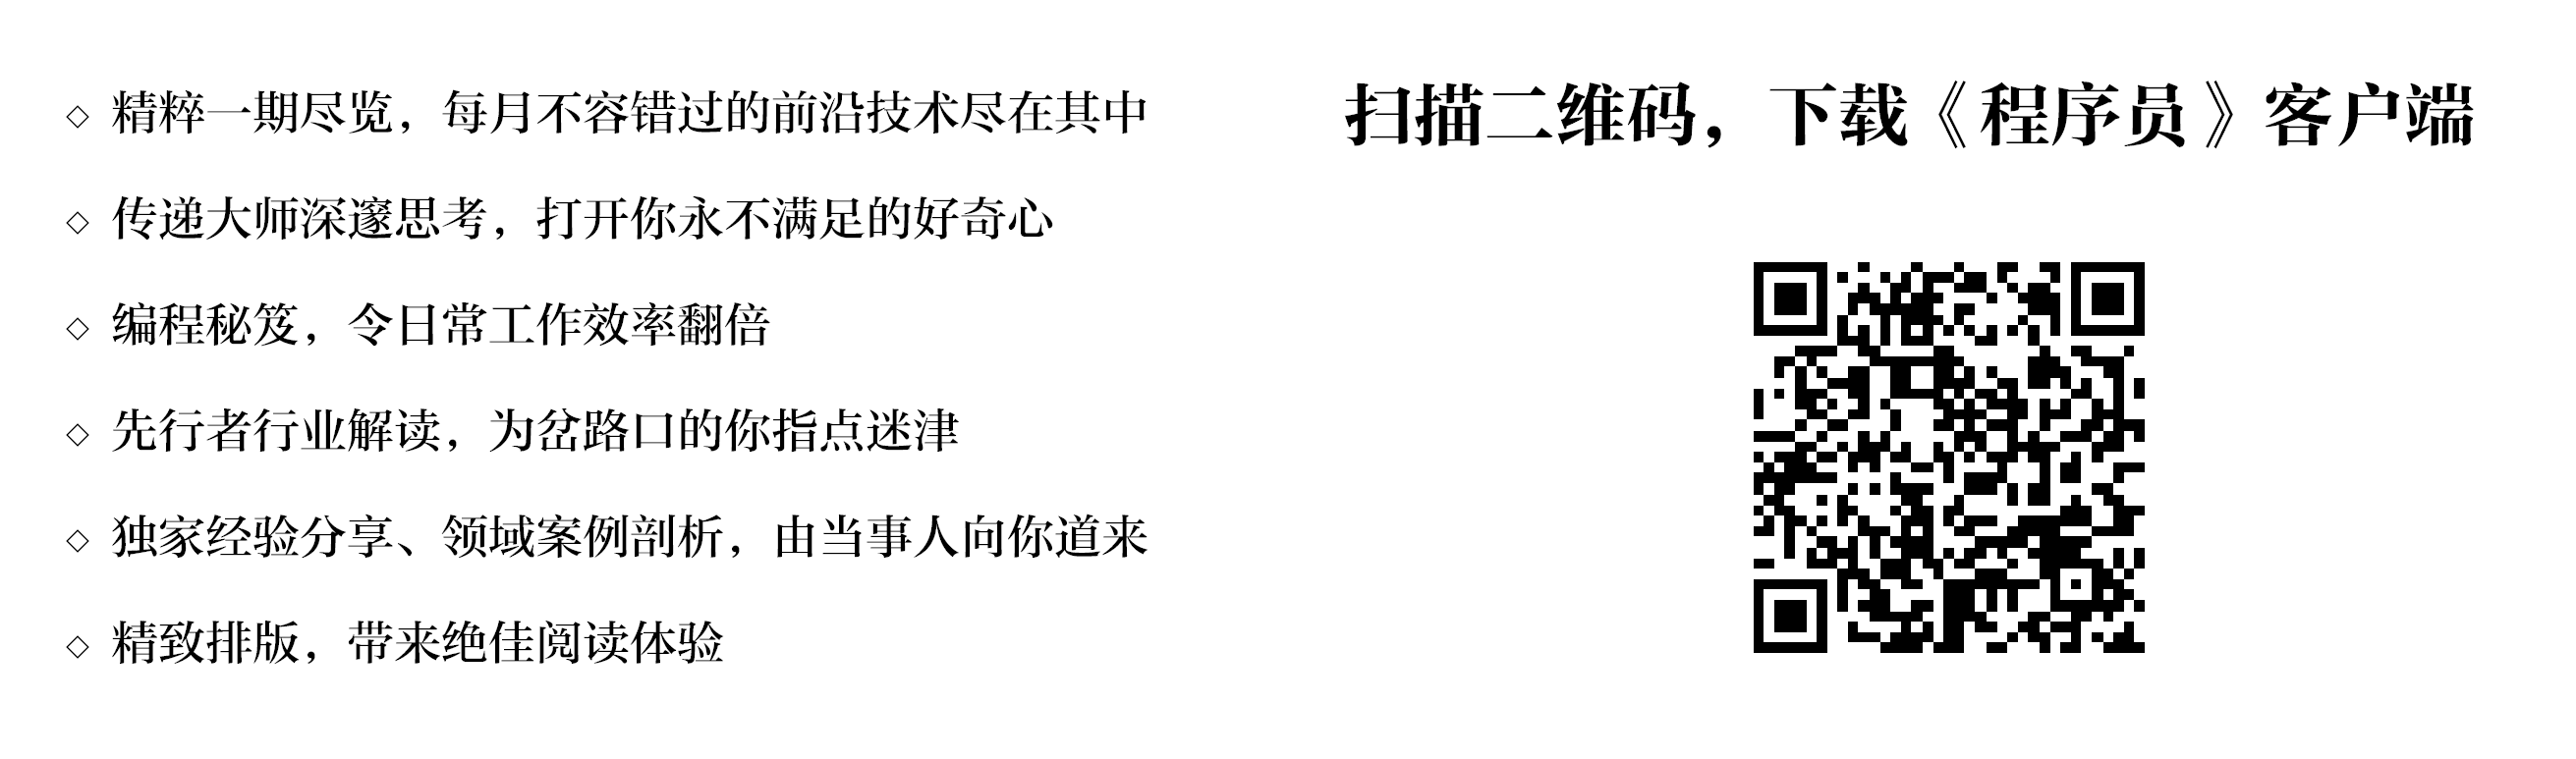 ◇ 精粹一期尽览，每月不容错过的前沿技术尽在其中
◇ 传递大师深邃思考，打开你永不满足的好奇心
◇ 编程秘笈，令日常工作效率翻倍
◇ 先行者行业解读，为岔路口的你指点迷津
◇ 独家经验分享、领域案例剖析，由当事人向你道来
◇ 精致排版，带来绝佳阅读体验
扫描二维码，下载《程序员》客户端